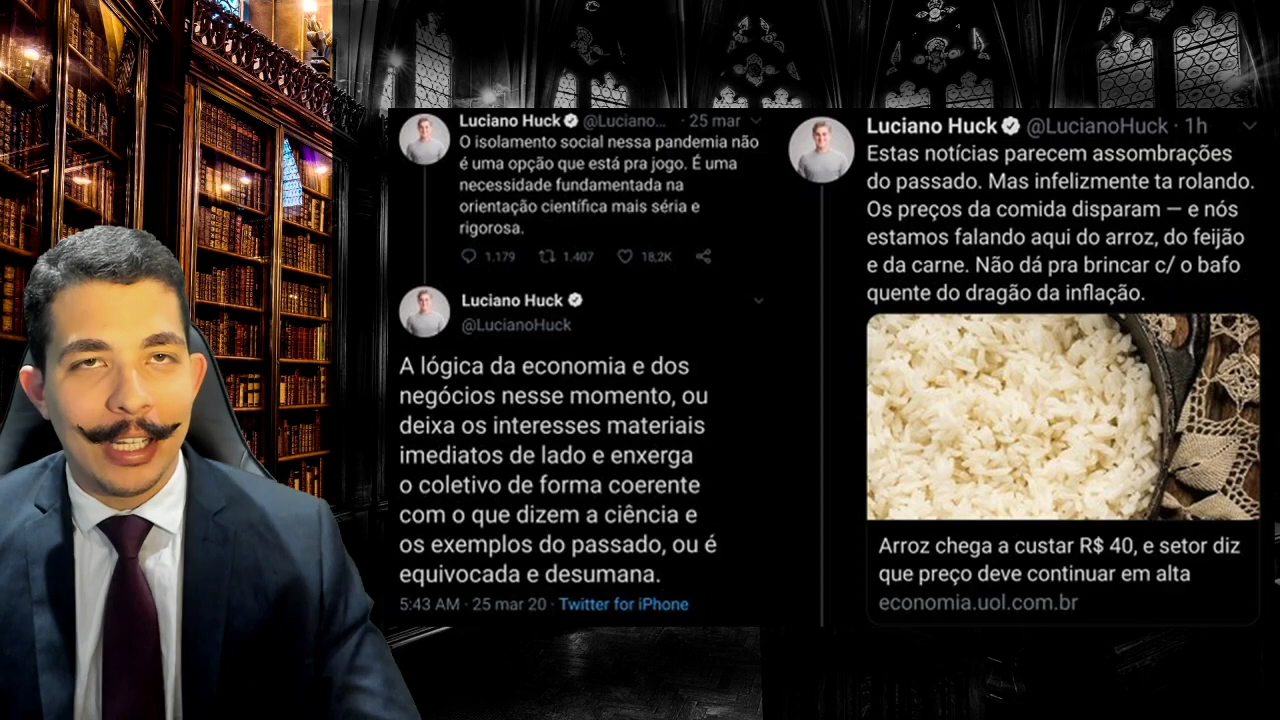 Luciano Huck @Luciano... · 25 mar
O isolamento social nessa pandemia não
é uma opção que está pra jogo. É uma
necessidade fundamentada na
orientação científica mais séria e
rigorosa.
1.179 1.407 18,2K
Luciano Huck
@LucianoHuck
A lógica da economia e dos
negócios nesse momento, ou
deixa os interesses materiais
imediatos de lado e enxerga
o coletivo de forma coerente
com o que dizem a ciência e
os exemplos do passado, ou é
equivocada e desumana.
5:43 AM · 25 mar 20 · Twitter for iPhone
Luciano Huck @LucianoHuck · 1h
Estas notícias parecem assombrações
do passado. Mas infelizmente ta rolando.
Os preços da comida disparam — e nós
estamos falando aqui do arroz, do feijão
e da carne. Não dá pra brincar c/ o bafo
quente do dragão da inflação.
Arroz chega a custar R$ 40, e setor diz
que preço deve continuar em alta
economia.uol.com.br